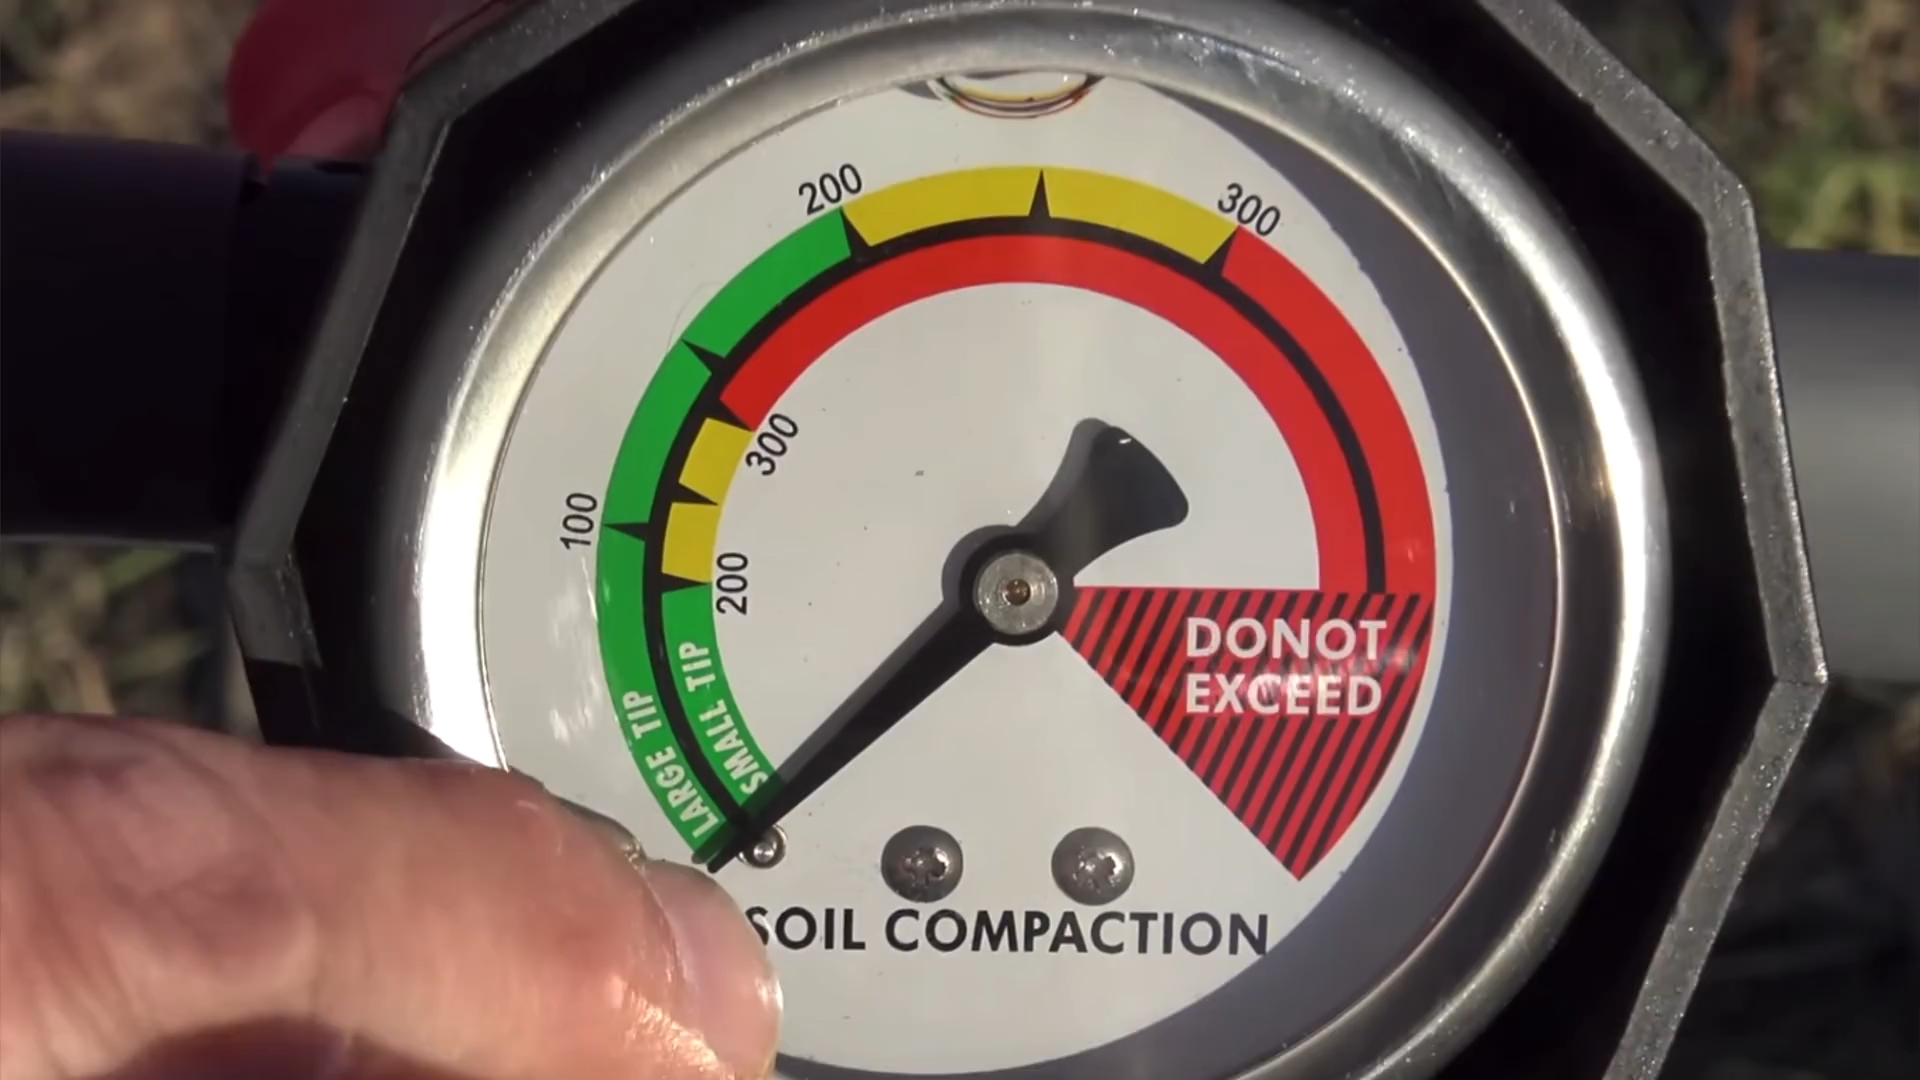 200
300
100
300
200
LARGE TIP
SMALL TIP
DONOT
EXCEED
SOIL COMPACTION